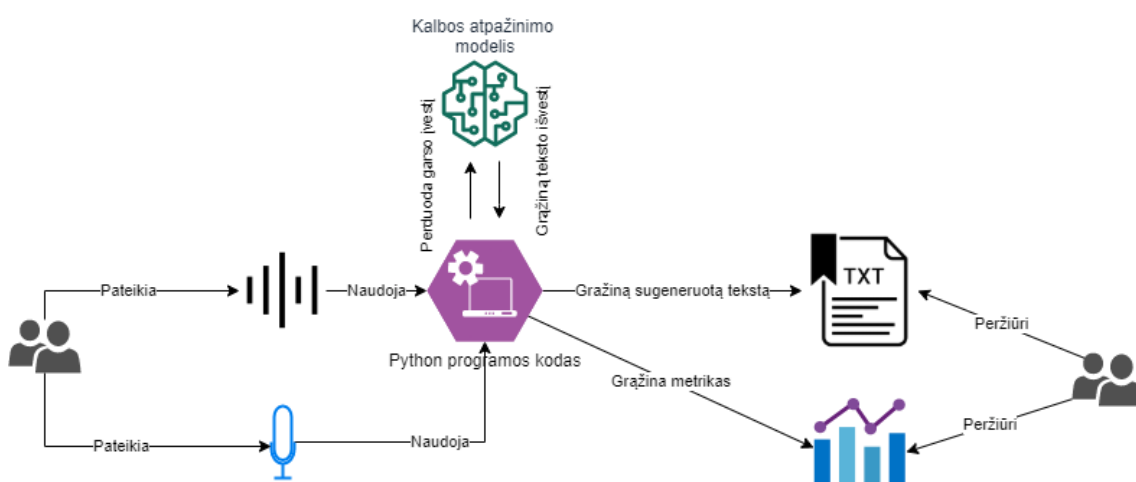 Kalbos atpažinimo
modelis
Perduoda garso įvestį
Grąžiną teksto išvestį
Pateikia
Naudoja
Gražiną sugeneruotą tekstą
TXT
Peržiūri
Python programos kodas
Grąžina metrikas
Pateikia
Naudoja
Peržiūri